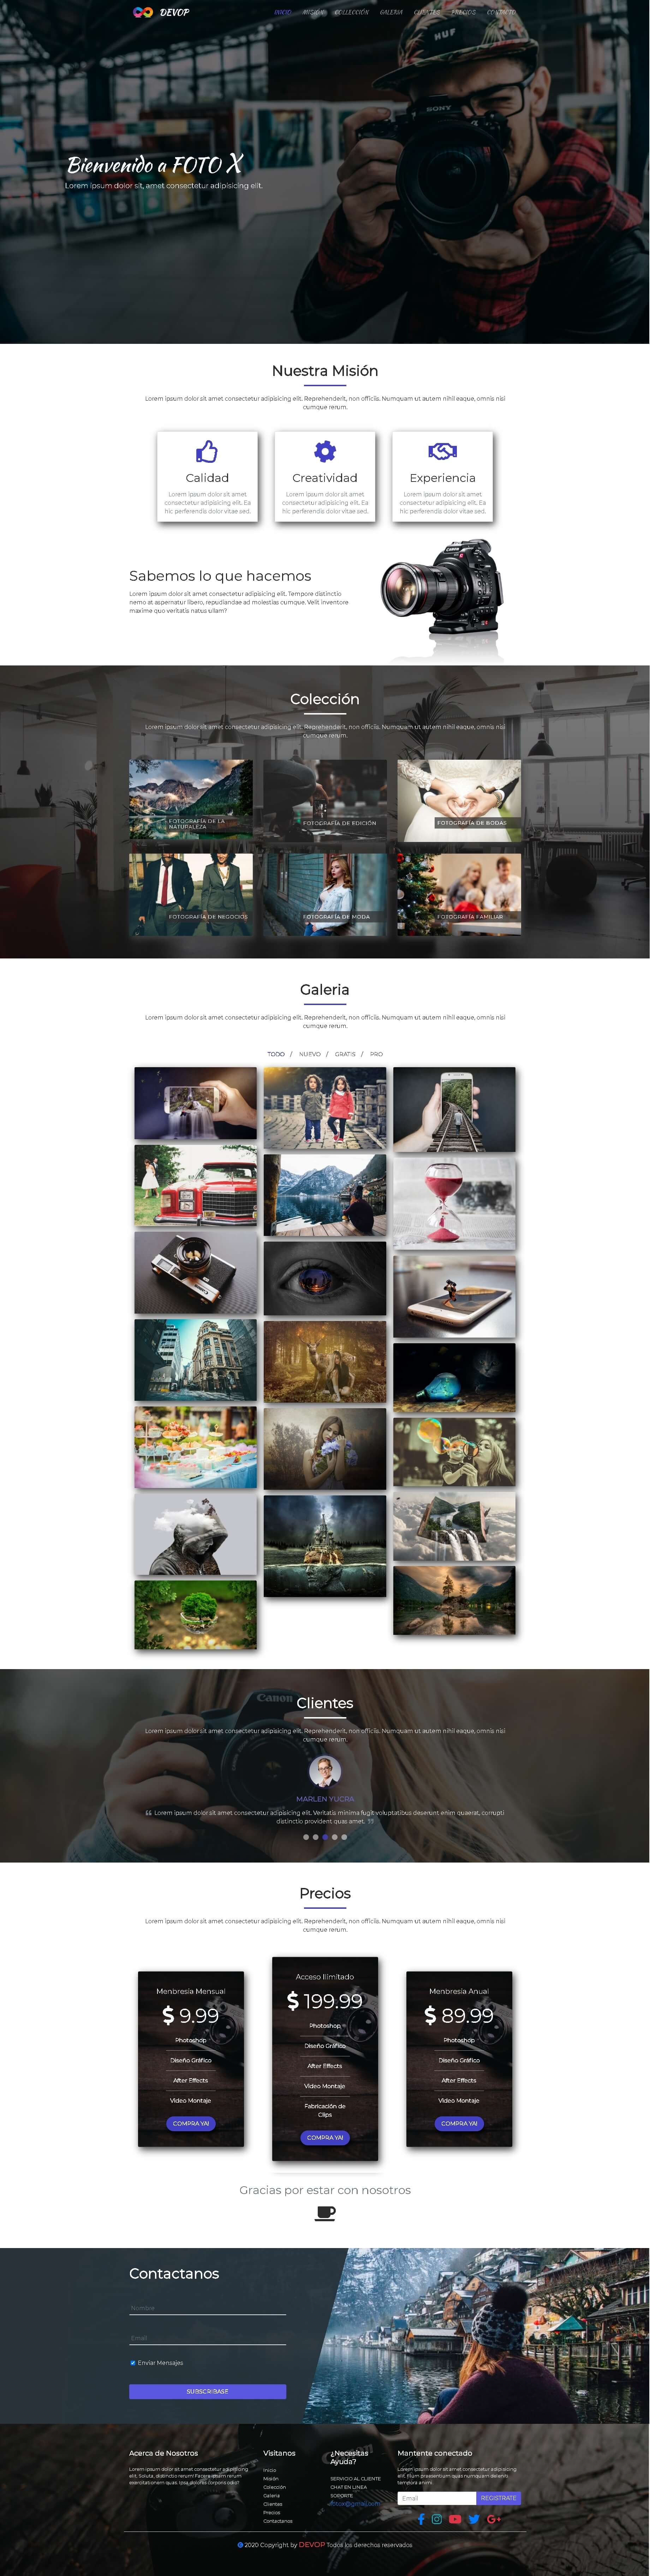 DEVOP
INICIO MISIÓN COLLECCIÓN GALERIA CLIENTES PRECIOS CONTACTO
HUF
SONY
Bienvenido a FOTO X
Lorem ipsum dolor sit, amet consectetur adipisicing elit.
Nuestra Misión
Lorem ipsum dolor sit amet consectetur adipisicing elit. Reprehenderit, non officiis. Numquam ut autem nihil eaque, omnis nisi
cumque rerum.
Calidad
Lorem ipsum dolor sit amet
consectetur adipisicing elit. Ea
hic perferendis dolor vitae sed.
Creatividad
Lorem ipsum dolor sit amet
consectetur adipisicing elit. Ea
hic perferendis dolor vitae sed.
Experiencia
Lorem ipsum dolor sit amet
consectetur adipisicing elit. Ea
hic perferendis dolor vitae sed.
Sabemos lo que hacemos
Lorem ipsum dolor sit amet consectetur adipisicing elit. Tempore distinctio
nemo at aspernatur libero, repudiandae ad molestias cumque. Velit inventore
maxime quo veritatis natus ullam?
Colección
Lorem ipsum dolor sit amet consectetur adipisicing elit. Reprehenderit, non officiis. Numquam ut autem nihil eaque, omnis nisi
cumque rerum.
FOTOGRAFÍA DE LA
NATURALEZA
FOTOGRAFÍA DE EDICIÓN
FOTOGRAFÍA DE BODAS
FOTOGRAFÍA DE NEGOCIOS
FOTOGRAFÍA DE MODA
FOTOGRAFÍA FAMILIAR
Galeria
Lorem ipsum dolor sit amet consectetur adipisicing elit. Reprehenderit, non officiis. Numquam ut autem nihil eaque, omnis nisi
cumque rerum.
TODO / NUEVO / GRATIS / PRO
Clientes
Canon
Lorem ipsum dolor sit amet consectetur adipisicing elit. Reprehenderit, non officiis. Numquam ut autem nihil eaque, omnis nisi
cumque rerum.
MARLEN YUCRA
Lorem ipsum dolor sit amet consectetur adipisicing elit. Veritatis minima fugit voluptatibus deserunt enim quaerat, corrupti
distinctio provident quas amet.
Precios
Lorem ipsum dolor sit amet consectetur adipisicing elit. Reprehenderit, non officiis. Numquam ut autem nihil eaque, omnis nisi
cumque rerum.
Menbresia Mensual
$ 9.99
Photoshop
Diseño Gráfico
After Effects
Video Montaje
COMPRA YA!
Acceso Ilimitado
$ 199.99
Photoshop
Diseño Gráfico
After Effects
Video Montaje
Fabricación de
Clips
COMPRA YA!
Menbresia Anual
$ 89.99
Photoshop
Diseño Gráfico
After Effects
Video Montaje
COMPRA YA!
Gracias por estar con nosotros
Contactanos
Nombre
Email
Enviar Mensajes
SUBSCRIBASE
Acerca de Nosotros
Lorem ipsum dolor sit amet consectetur adipisicing
elit. Soluta, distinctio rerum! Facere itaque rerum
exercitationem quas ipsa dolores corporis odio?
Visitanos
Inicio
Misión
Colección
Galeria
Clientes
Precios
Contactanos
¿Necesitas
Ayuda?
SERVICIO AL CLIENTE
CHAT EN LINEA
SOPORTE
Mantente conectado
Lorem ipsum dolor sit amet consectetur adipisicing
elit. Eum praesentium quas numquam deleniti
tempora animi.
Email
REGISTRATE
© 2020 Copyright by DEVOP Todos los derechos reservados